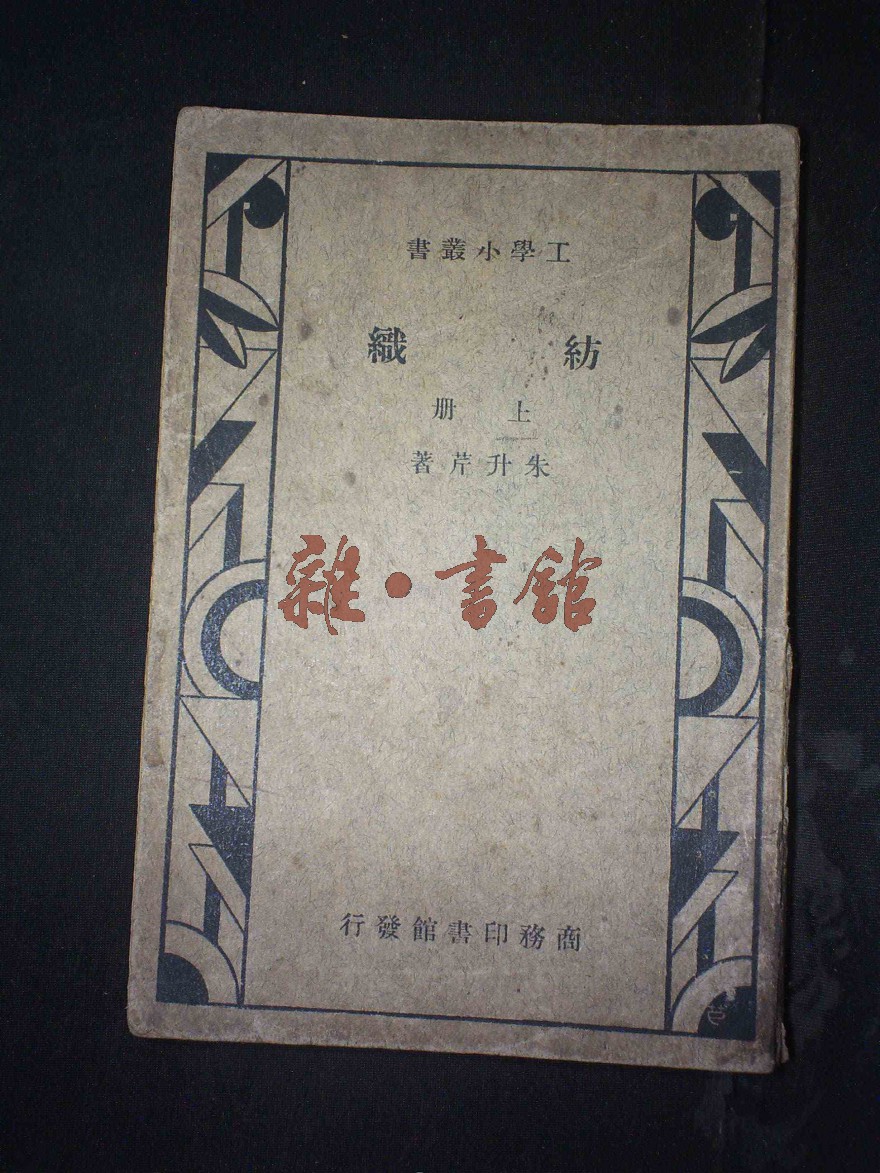 工學小叢書
紡織
上册
朱升芹著
雜·書館
商務印書館發行